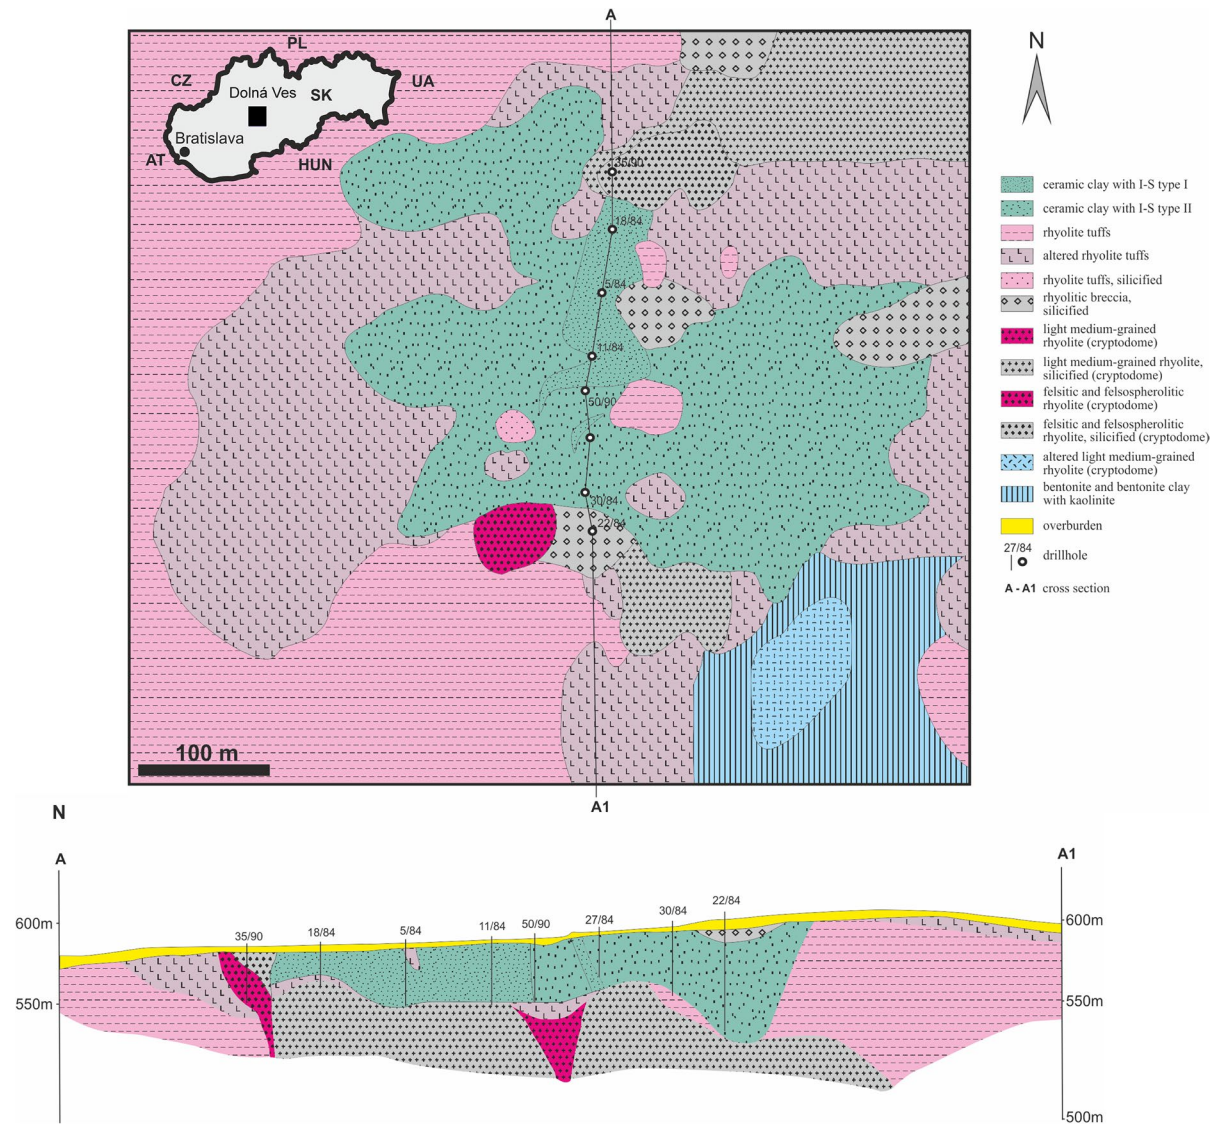 A
PL
CZ
UA
Dolná Ves
SK
Bratislava
AT
HUN
N
35/90
18/84
5/84
11/84
50/90
30/84
22/84
100 m
A1
ceramic clay with I-S type I
ceramic clay with I-S type II
rhyolite tuffs
altered rhyolite tuffs
rhyolite tuffs, silicified
rhyolitic breccia,
silicified
light medium-grained
rhyolite (cryptodome)
light medium-grained rhyolite,
silicified (cryptodome)
felsitic and felsospherolitic
rhyolite (cryptodome)
felsitic and felsospherolitic
rhyolite, silicified (cryptodome)
altered light medium-grained
rhyolite (cryptodome)
bentonite and bentonite clay
with kaolinite
overburden
27/84
drillhole
A - A1 cross section
N
A
A1
600m
550m
35/90
18/84
5/84
11/84
50/90
27/84
30/84
22/84
600m
550m
500m